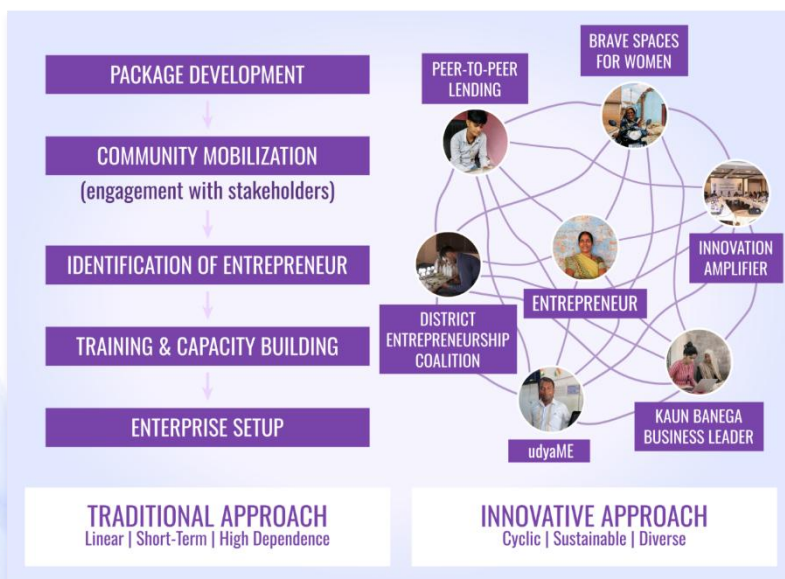 PACKAGE DEVELOPMENT
COMMUNITY MOBILIZATION
(engagement with stakeholders)
IDENTIFICATION OF ENTREPRENEUR
TRAINING & CAPACITY BUILDING
ENTERPRISE SETUP
TRADITIONAL APPROACH
Linear | Short-Term | High Dependence
BRAVE SPACES
FOR WOMEN
PEER-TO-PEER
LENDING
INNOVATION
AMPLIFIER
ENTREPRENEUR
DISTRICT
ENTREPRENEURSHIP
COALITION
KAUN BANEGA
BUSINESS LEADER
udyaME
INNOVATIVE APPROACH
Cyclic | Sustainable | Diverse